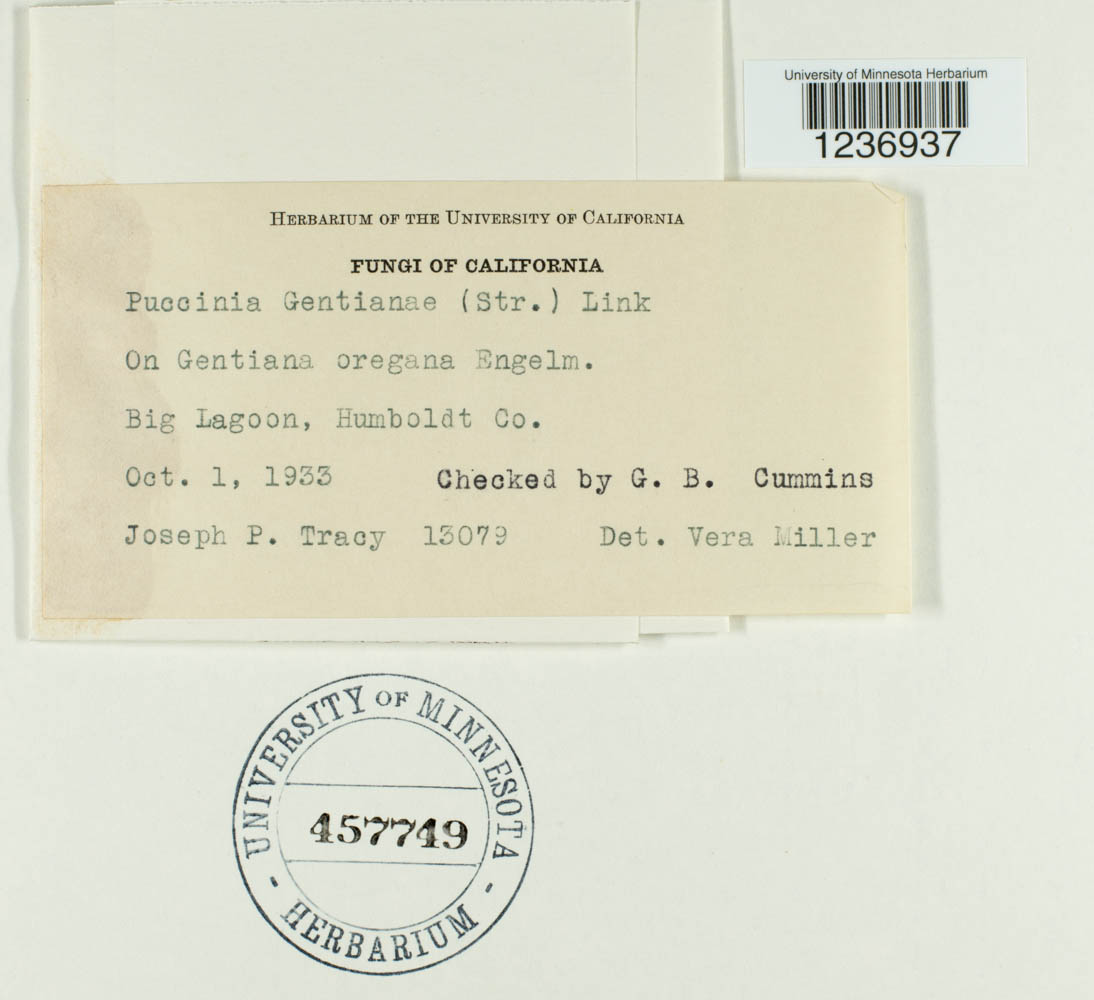 University of Minnesota Herbarium
1236937
HERBARIUM OF THE UNIVERSITY OF CALIFORNIA
FUNGI OF CALIFORNIA
Puccinia Gentianae (Str.) Link
On Gentiana oregana Engelm.
Big Lagoon, Humboldt Co.
Oct. 1, 1933 Checked by G. B. Cummins
Joseph P. Tracy 13079 Det. Vera Miller
UNIVERSITY OF MINNESOTA
457749
- HERBARIUM -